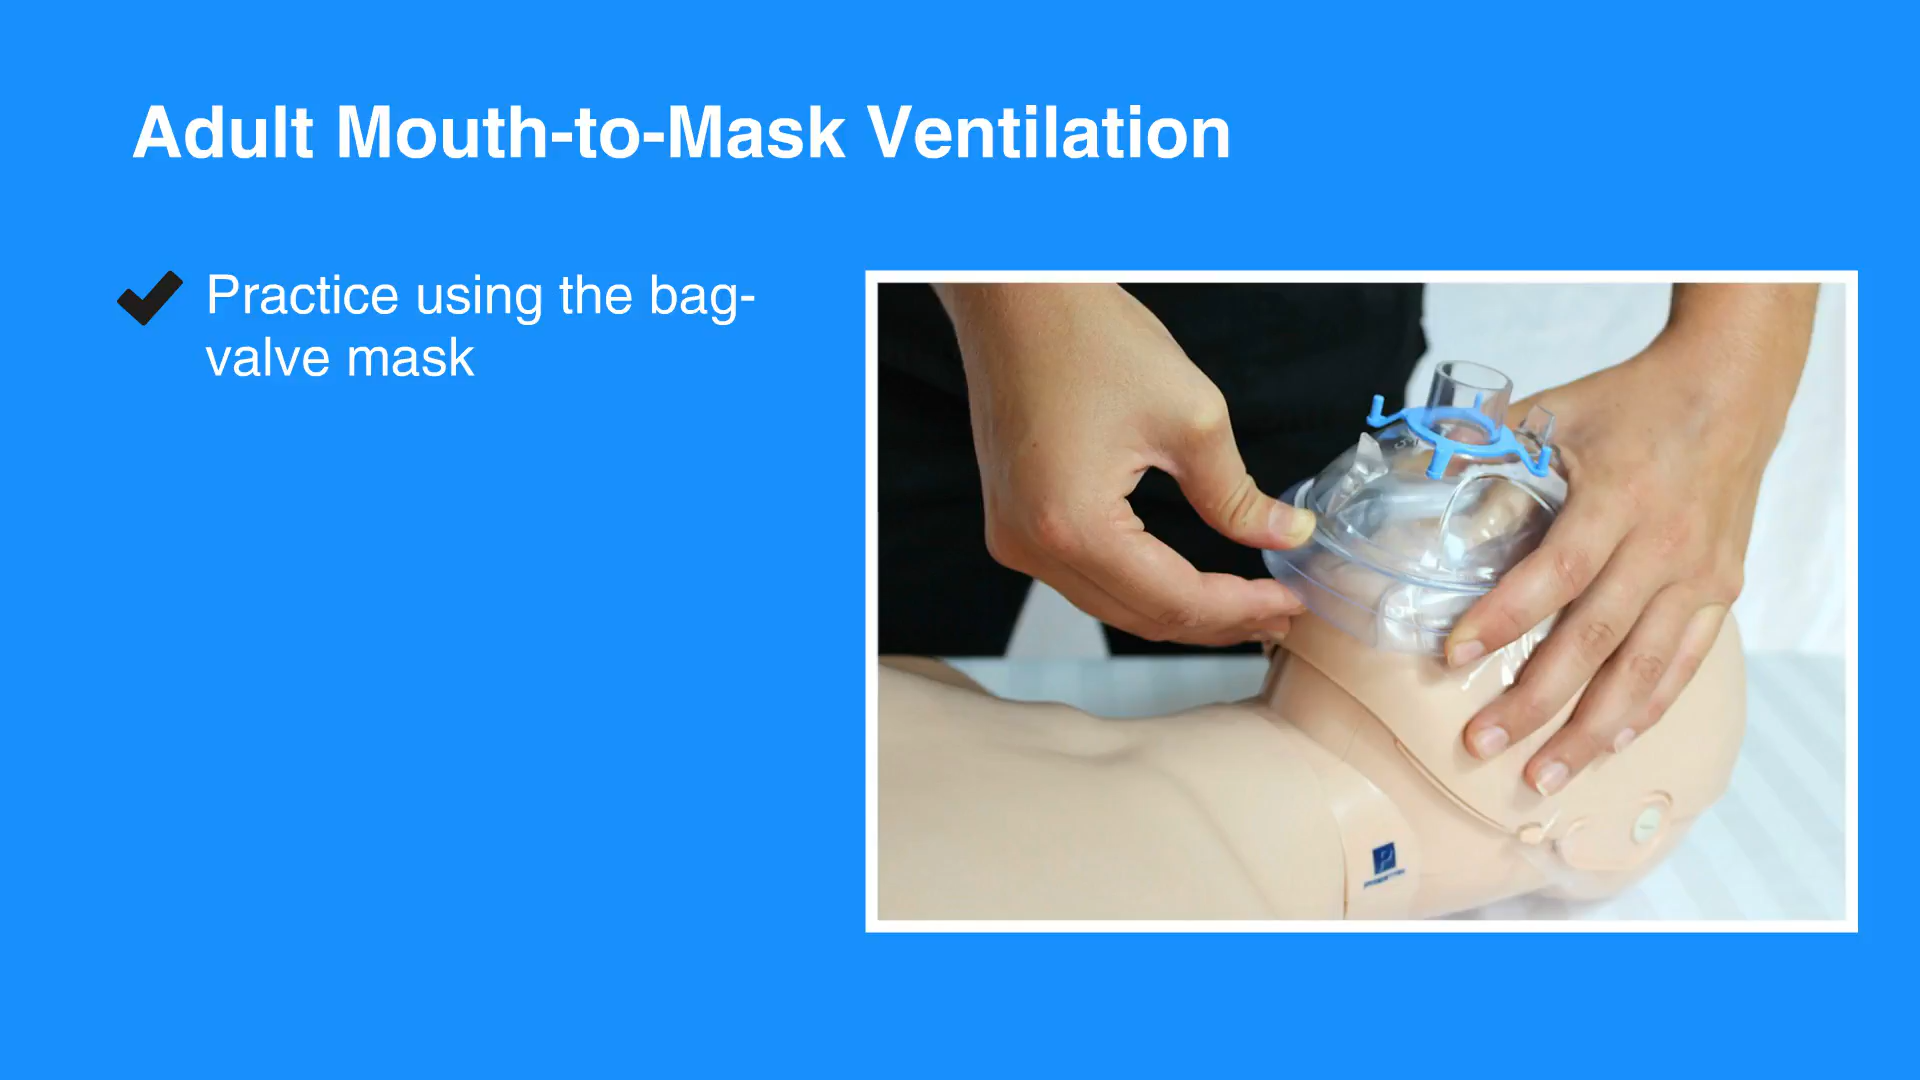 Adult Mouth-to-Mask Ventilation
Practice using the bag-
valve mask